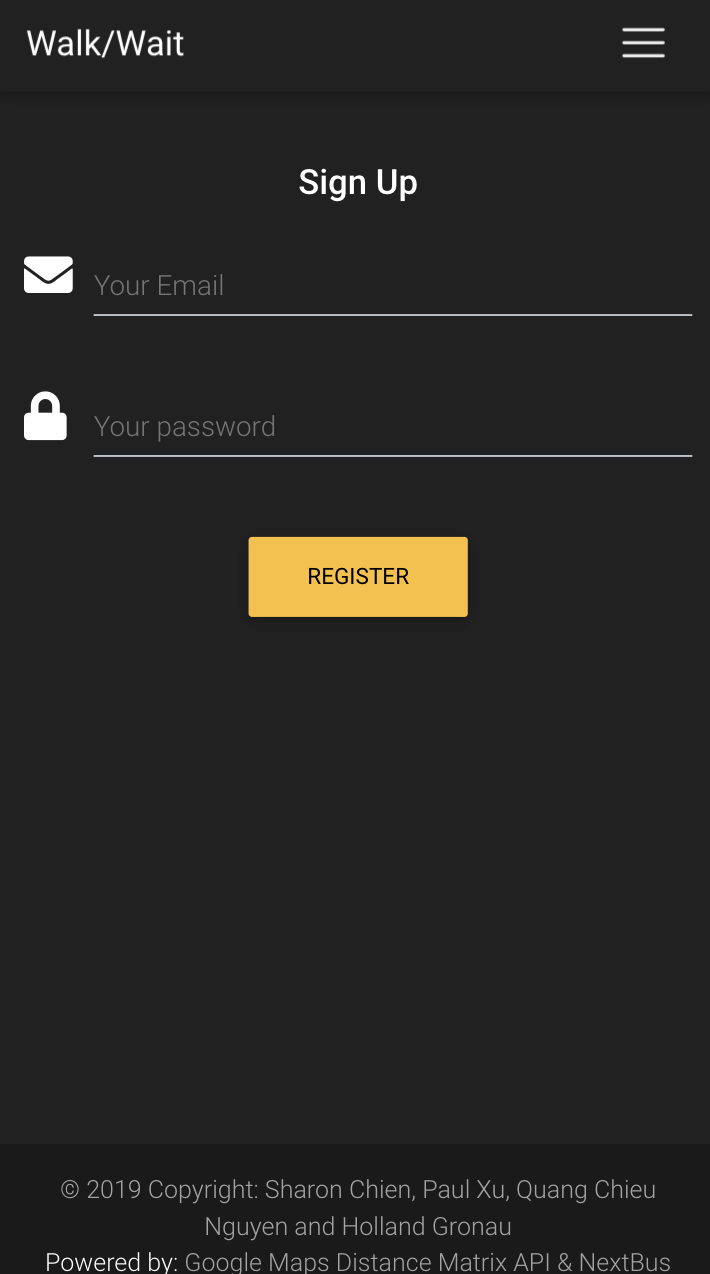 Walk/Wait
Sign Up
Your Email
Your password
REGISTER
© 2019 Copyright: Sharon Chien, Paul Xu, Quang Chieu
Nguyen and Holland Gronau
Powered by: Google Maps Distance Matrix API & NextBus